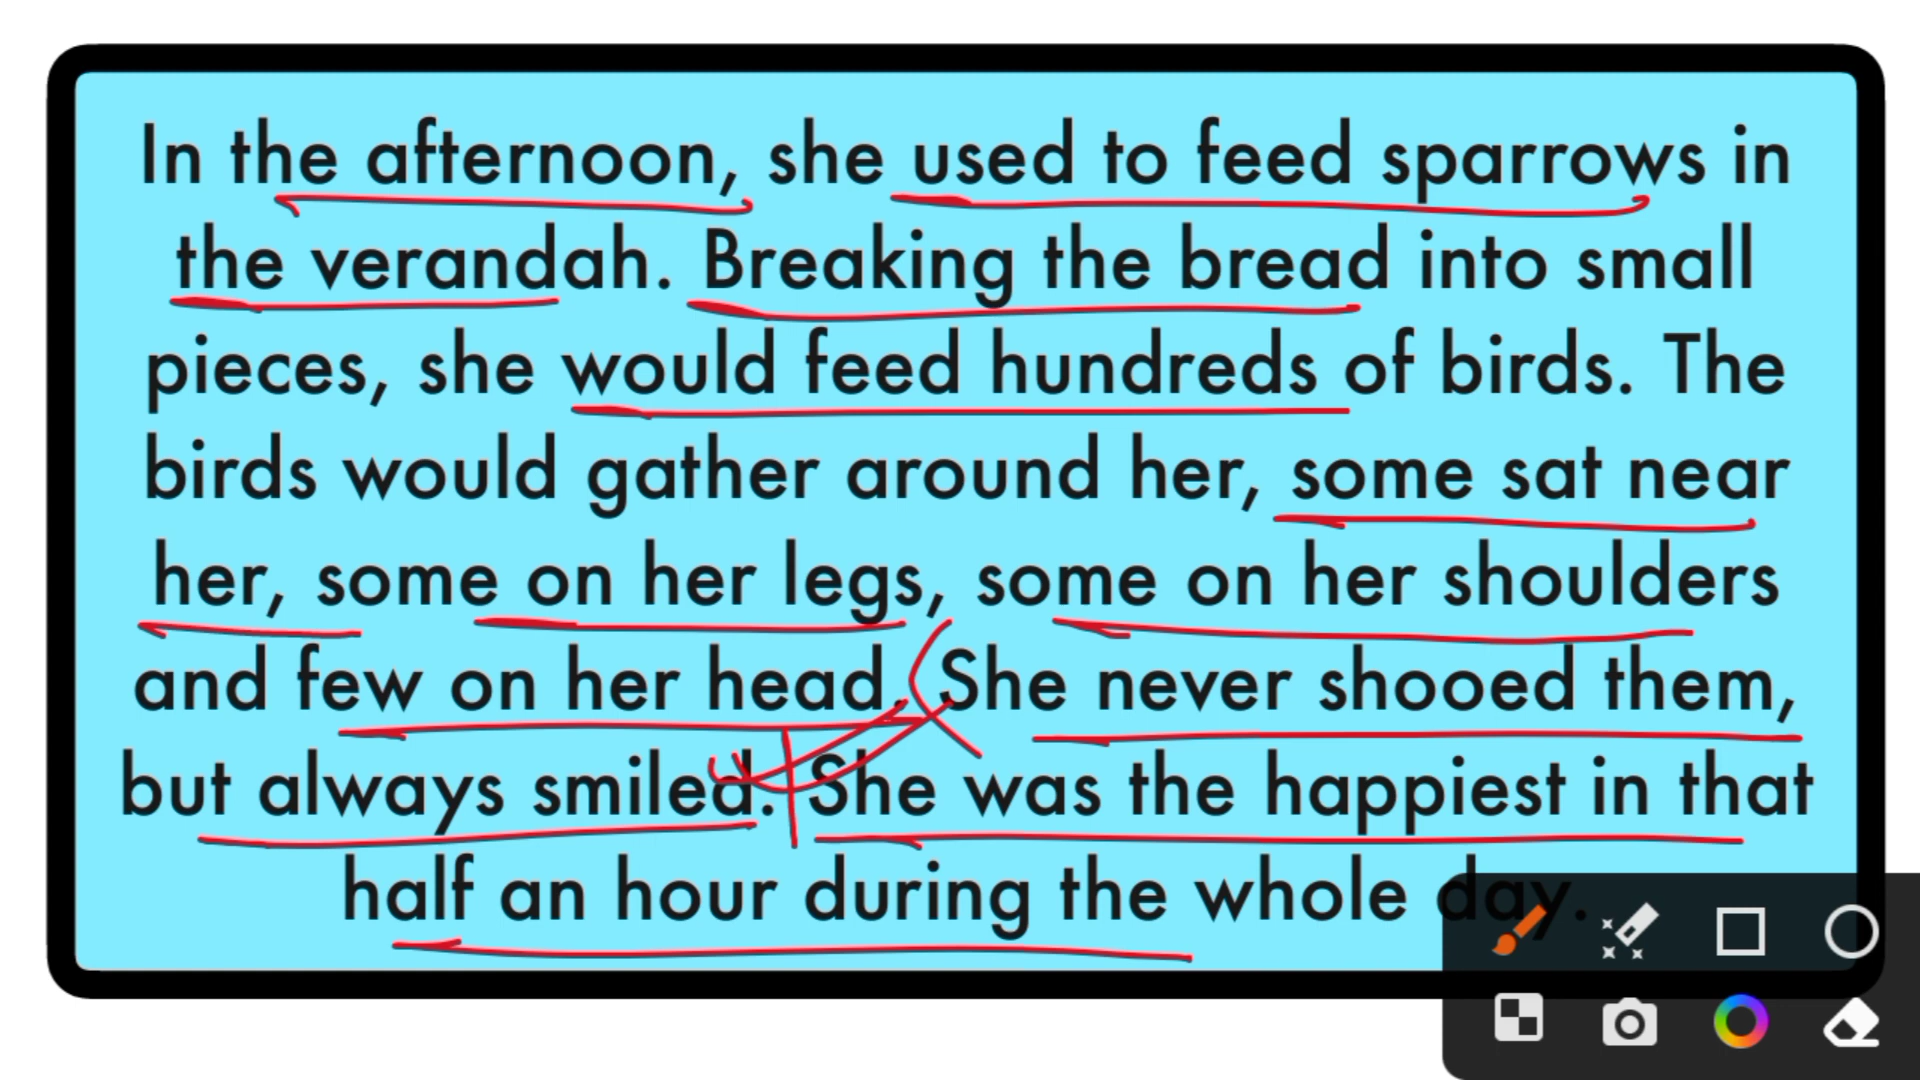 In the afternoon, she used to feed sparrows in
the verandah. Breaking the bread into small
pieces, she would feed hundreds of birds. The
birds would gather around her, some sat near
her, some on her legs, some on her shoulders
and few on her head. She never shooed them,
but always smiled. She was the happiest in that
half an hour during the whole day.